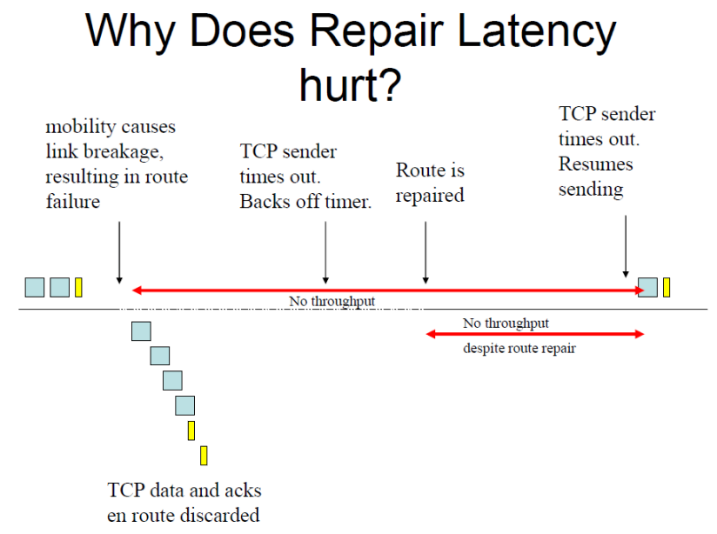 Why Does Repair Latency
hurt?
mobility causes
link breakage,
resulting in route
failure
TCP sender
times out.
Backs off timer.
Route is
repaired
TCP sender
times out.
Resumes
sending
No throughput
No throughput
despite route repair
TCP data and acks
en route discarded